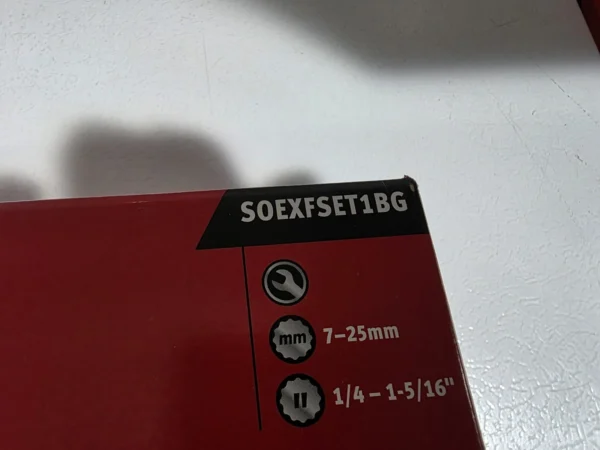 SOEXFSET1BG
mm 7–25mm
" 1/4 – 1-5/16"